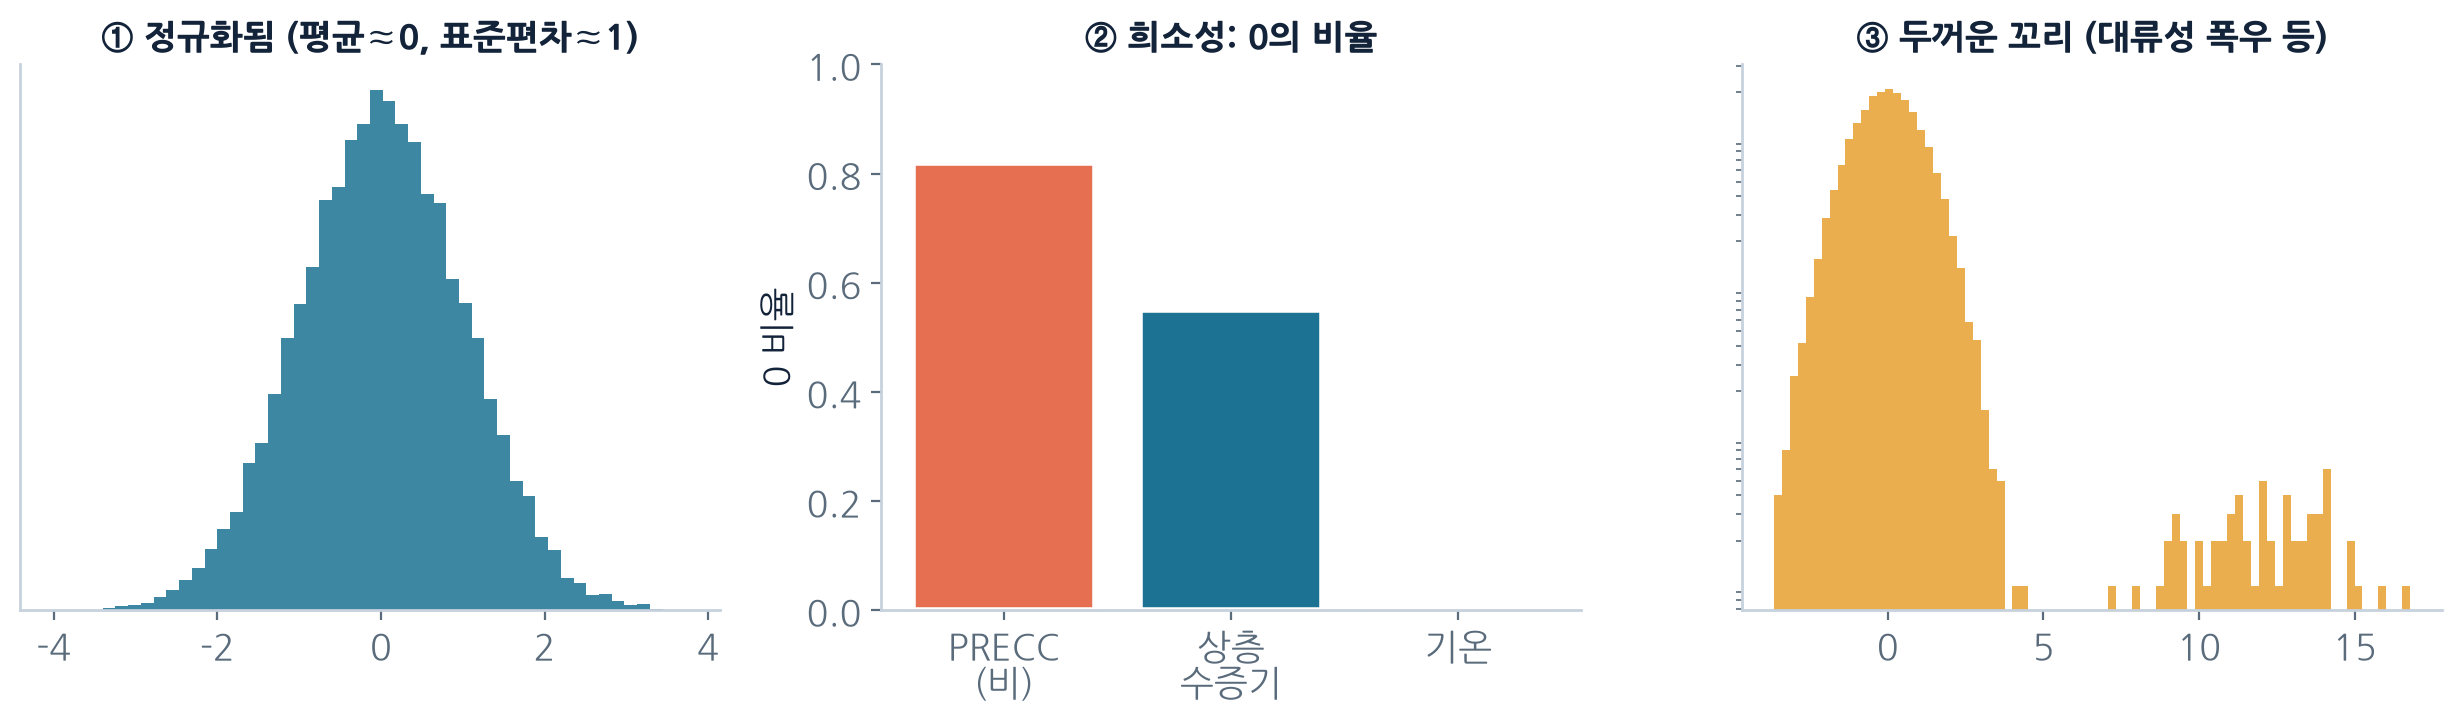 ① 정규화됨 (평균≈0, 표준편차≈1)
-4 -2 0 2 4
② 희소성: 0의 비율
0 비율
1.0
0.8
0.6
0.4
0.2
0.0
PRECC
(비)
상층
수증기
기온
③ 두꺼운 꼬리 (대류성 폭우 등)
0 5 10 15